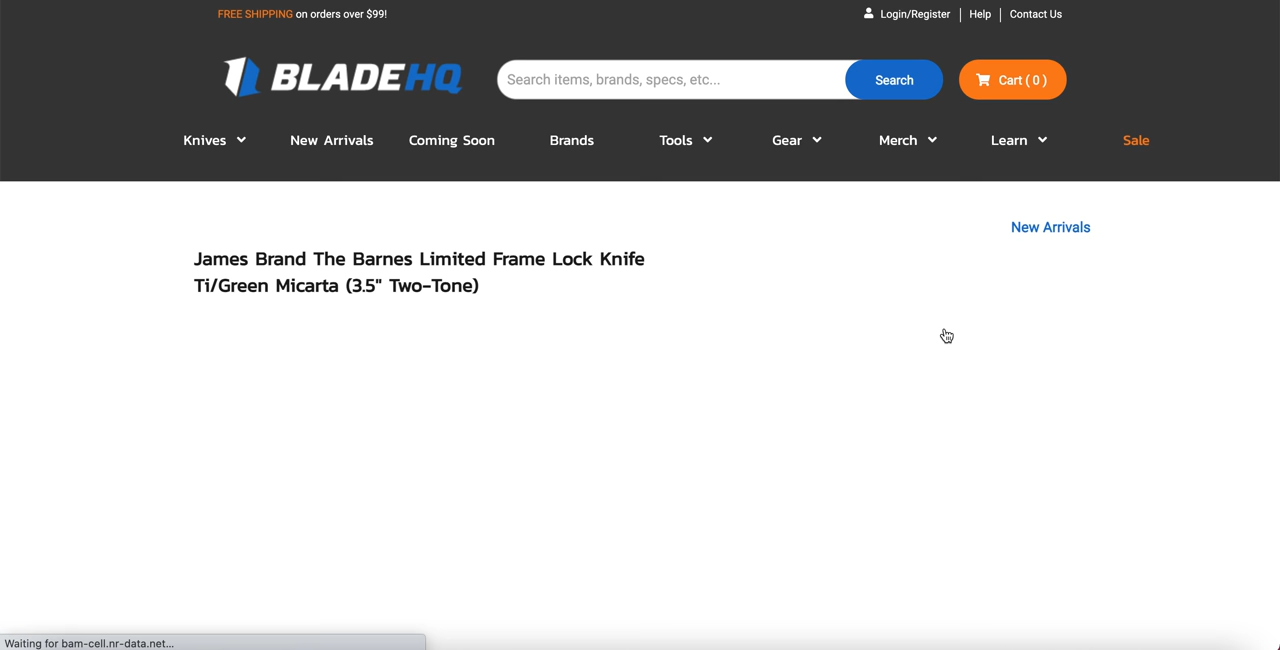 FREE SHIPPING on orders over $99!
Login/Register Help Contact Us
BLADEHQ
Search items, brands, specs, etc...
Search
Cart ( 0 )
Knives New Arrivals Coming Soon Brands Tools Gear Merch Learn Sale
New Arrivals
James Brand The Barnes Limited Frame Lock Knife
Ti/Green Micarta (3.5" Two-Tone)
Waiting for bam-cell.nr-data.net...